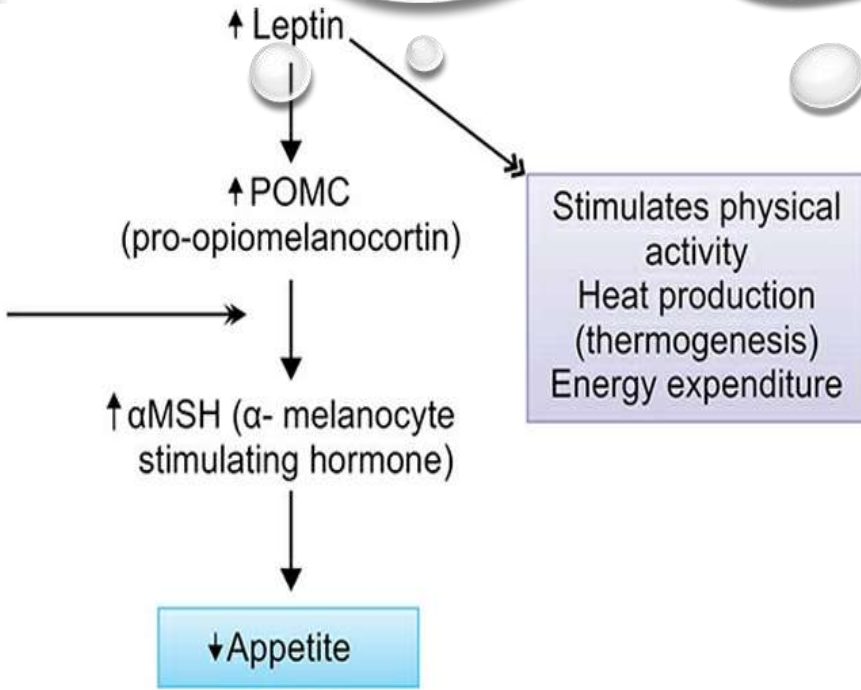 ↑ Leptin
↑ POMC
(pro-opiomelanocortin)
Stimulates physical
activity
Heat production
(thermogenesis)
Energy expenditure
↑ αMSH (α- melanocyte
stimulating hormone)
↓ Appetite